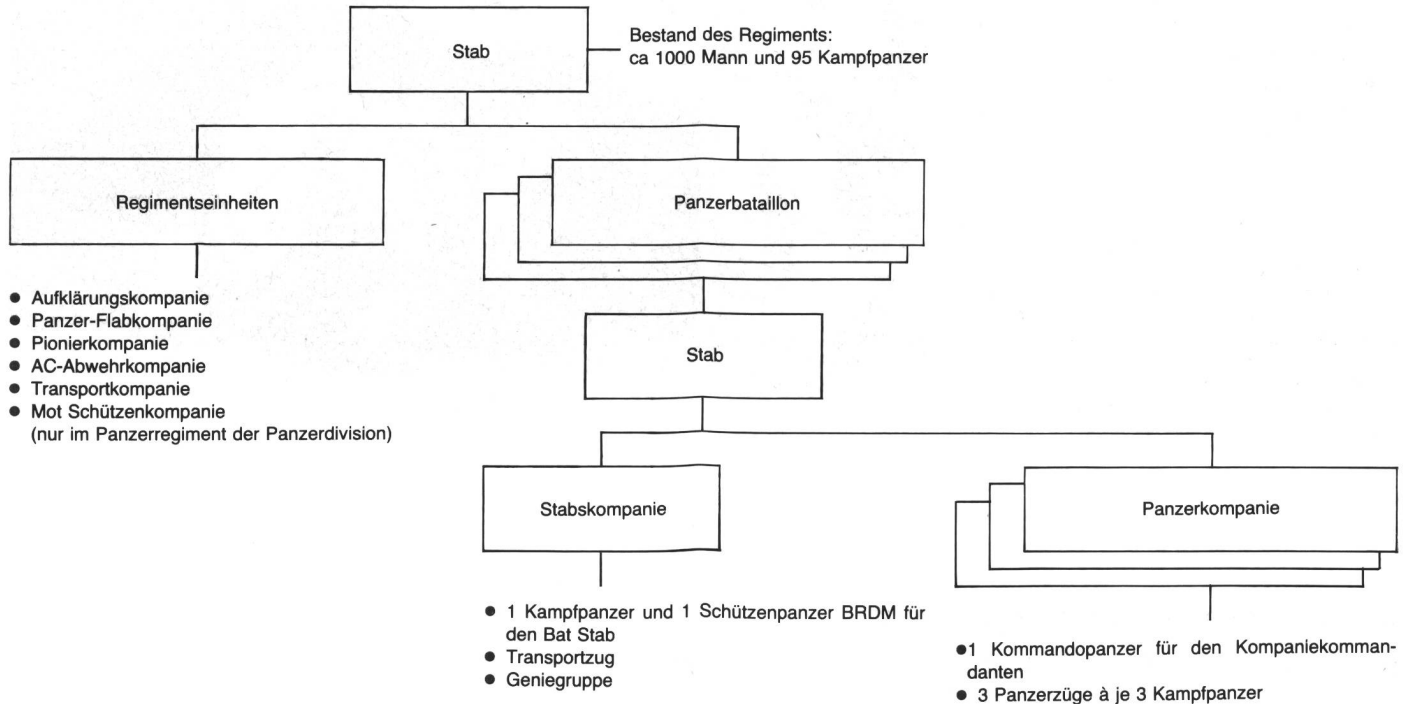 Stab
Bestand des Regiments:
ca 1000 Mann und 95 Kampfpanzer
Regimentseinheiten
Panzerbataillon
● Aufklärungskompanie
● Panzer-Flabkompanie
● Pionierkompanie
● AC-Abwehrkompanie
● Transportkompanie
● Mot Schützenkompanie
(nur im Panzerregiment der Panzerdivision)
Stab
Stabskompanie
Panzerkompanie
● 1 Kampfpanzer und 1 Schützenpanzer BRDM für
den Bat Stab
● Transportzug
● Geniegruppe
●1 Kommandopanzer für den Kompaniekomman-
danten
● 3 Panzerzüge à je 3 Kampfpanzer